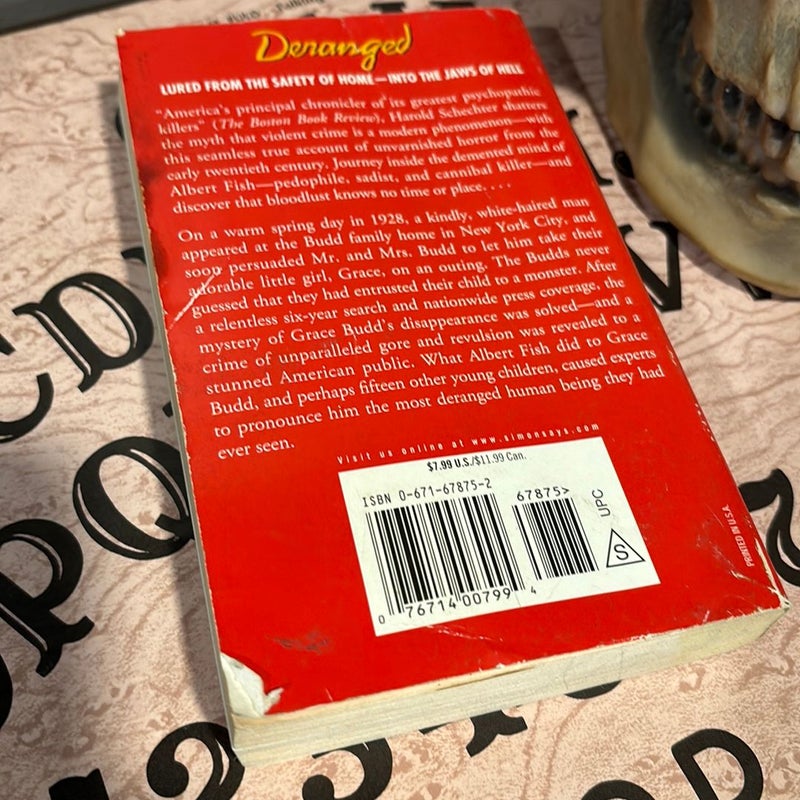 Deranged
LURED FROM THE SAFETY OF HOME—INTO THE JAWS OF HELL
"America's principal chronicler of its greatest psychopathic
killers" (The Boston Book Review), Harold Schechter shatters
the myth that violent crime is a modern phenomenon—with
this seamless true account of unvarnished horror from the
early twentieth century. Journey inside the demented mind of
Albert Fish—pedophile, sadist, and cannibal killer—and
discover that bloodlust knows no time or place. . . .
On a warm spring day in 1928, a kindly, white-haired man
appeared at the Budd family home in New York City, and
soon persuaded Mr. and Mrs. Budd to let him take their
adorable little girl, Grace, on an outing. The Budds never
guessed that they had entrusted their child to a monster. After
a relentless six-year search and nationwide press coverage, the
mystery of Grace Budd's disappearance was solved—and a
crime of unparalleled gore and revulsion was revealed to a
stunned American public. What Albert Fish did to Grace
Budd, and perhaps fifteen other young children, caused experts
to pronounce him the most deranged human being they had
ever seen.
Visit us online at www.simonsays.com
$7.99 U.S./$11.99 Can.
ISBN 0-671-67875-2
67875>
UPC
S
0 76714 00799 4
PRINTED IN U.S.A.
C D
P Q
O P
V
2 3
D